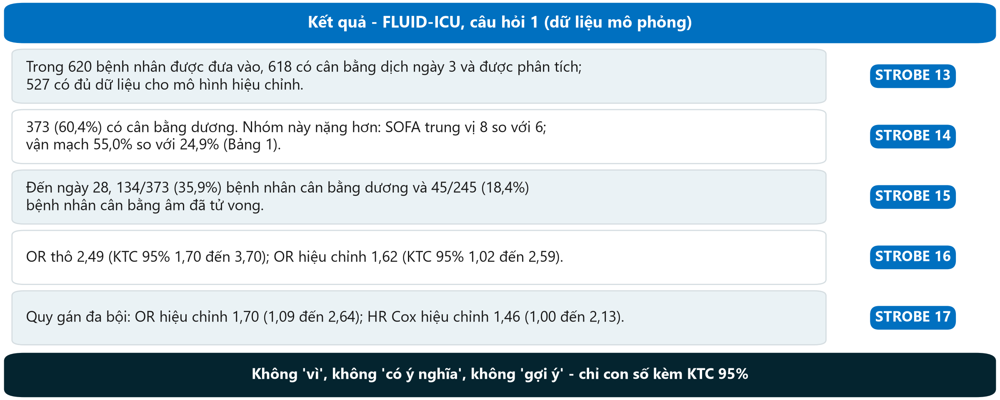 Kết quả - FLUID-ICU, câu hỏi 1 (dữ liệu mô phỏng)
Trong 620 bệnh nhân được đưa vào, 618 có cân bằng dịch ngày 3 và được phân tích;
527 có đủ dữ liệu cho mô hình hiệu chỉnh.
STROBE 13
373 (60,4%) có cân bằng dương. Nhóm này nặng hơn: SOFA trung vị 8 so với 6;
vận mạch 55,0% so với 24,9% (Bảng 1).
STROBE 14
Đến ngày 28, 134/373 (35,9%) bệnh nhân cân bằng dương và 45/245 (18,4%)
bệnh nhân cân bằng âm đã tử vong.
STROBE 15
OR thô 2,49 (KTC 95% 1,70 đến 3,70); OR hiệu chỉnh 1,62 (KTC 95% 1,02 đến 2,59).
STROBE 16
Quy gán đa bội: OR hiệu chỉnh 1,70 (1,09 đến 2,64); HR Cox hiệu chỉnh 1,46 (1,00 đến 2,13).
STROBE 17
Không 'vì', không 'có ý nghĩa', không 'gợi ý' - chỉ con số kèm KTC 95%